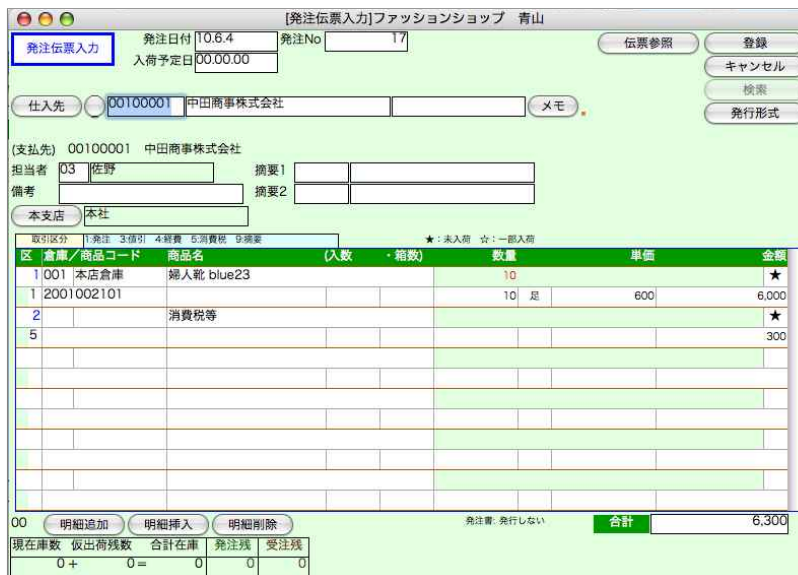 [発注伝票入力]ファッションショップ　青山
発注伝票入力 発注日付 10.6.4 発注No 17 伝票参照 登録
入荷予定日 00.00.00 キャンセル
検索
仕入先 00100001 中田商事株式会社 メモ 発行形式
(支払先) 00100001 中田商事株式会社
担当者 03 佐野 摘要1
備考 摘要2
本支店 本社
取引区分 1:発注 3:値引 4:経費 5:消費税 9:摘要 ★:未入荷 ☆:一部入荷
区 倉庫/商品コード 商品名 (入数 ・箱数) 数量 単価 金額
1 001 本店倉庫 婦人靴 blue23 10 ★
1 2001002101 10 足 600 6,000
2 消費税等 ★
5 300
00 明細追加 明細挿入 明細削除 発注書: 発行しない 合計 6,300
現在庫数 仮出荷残数 合計在庫 発注残 受注残
0 + 0 = 0 0 0